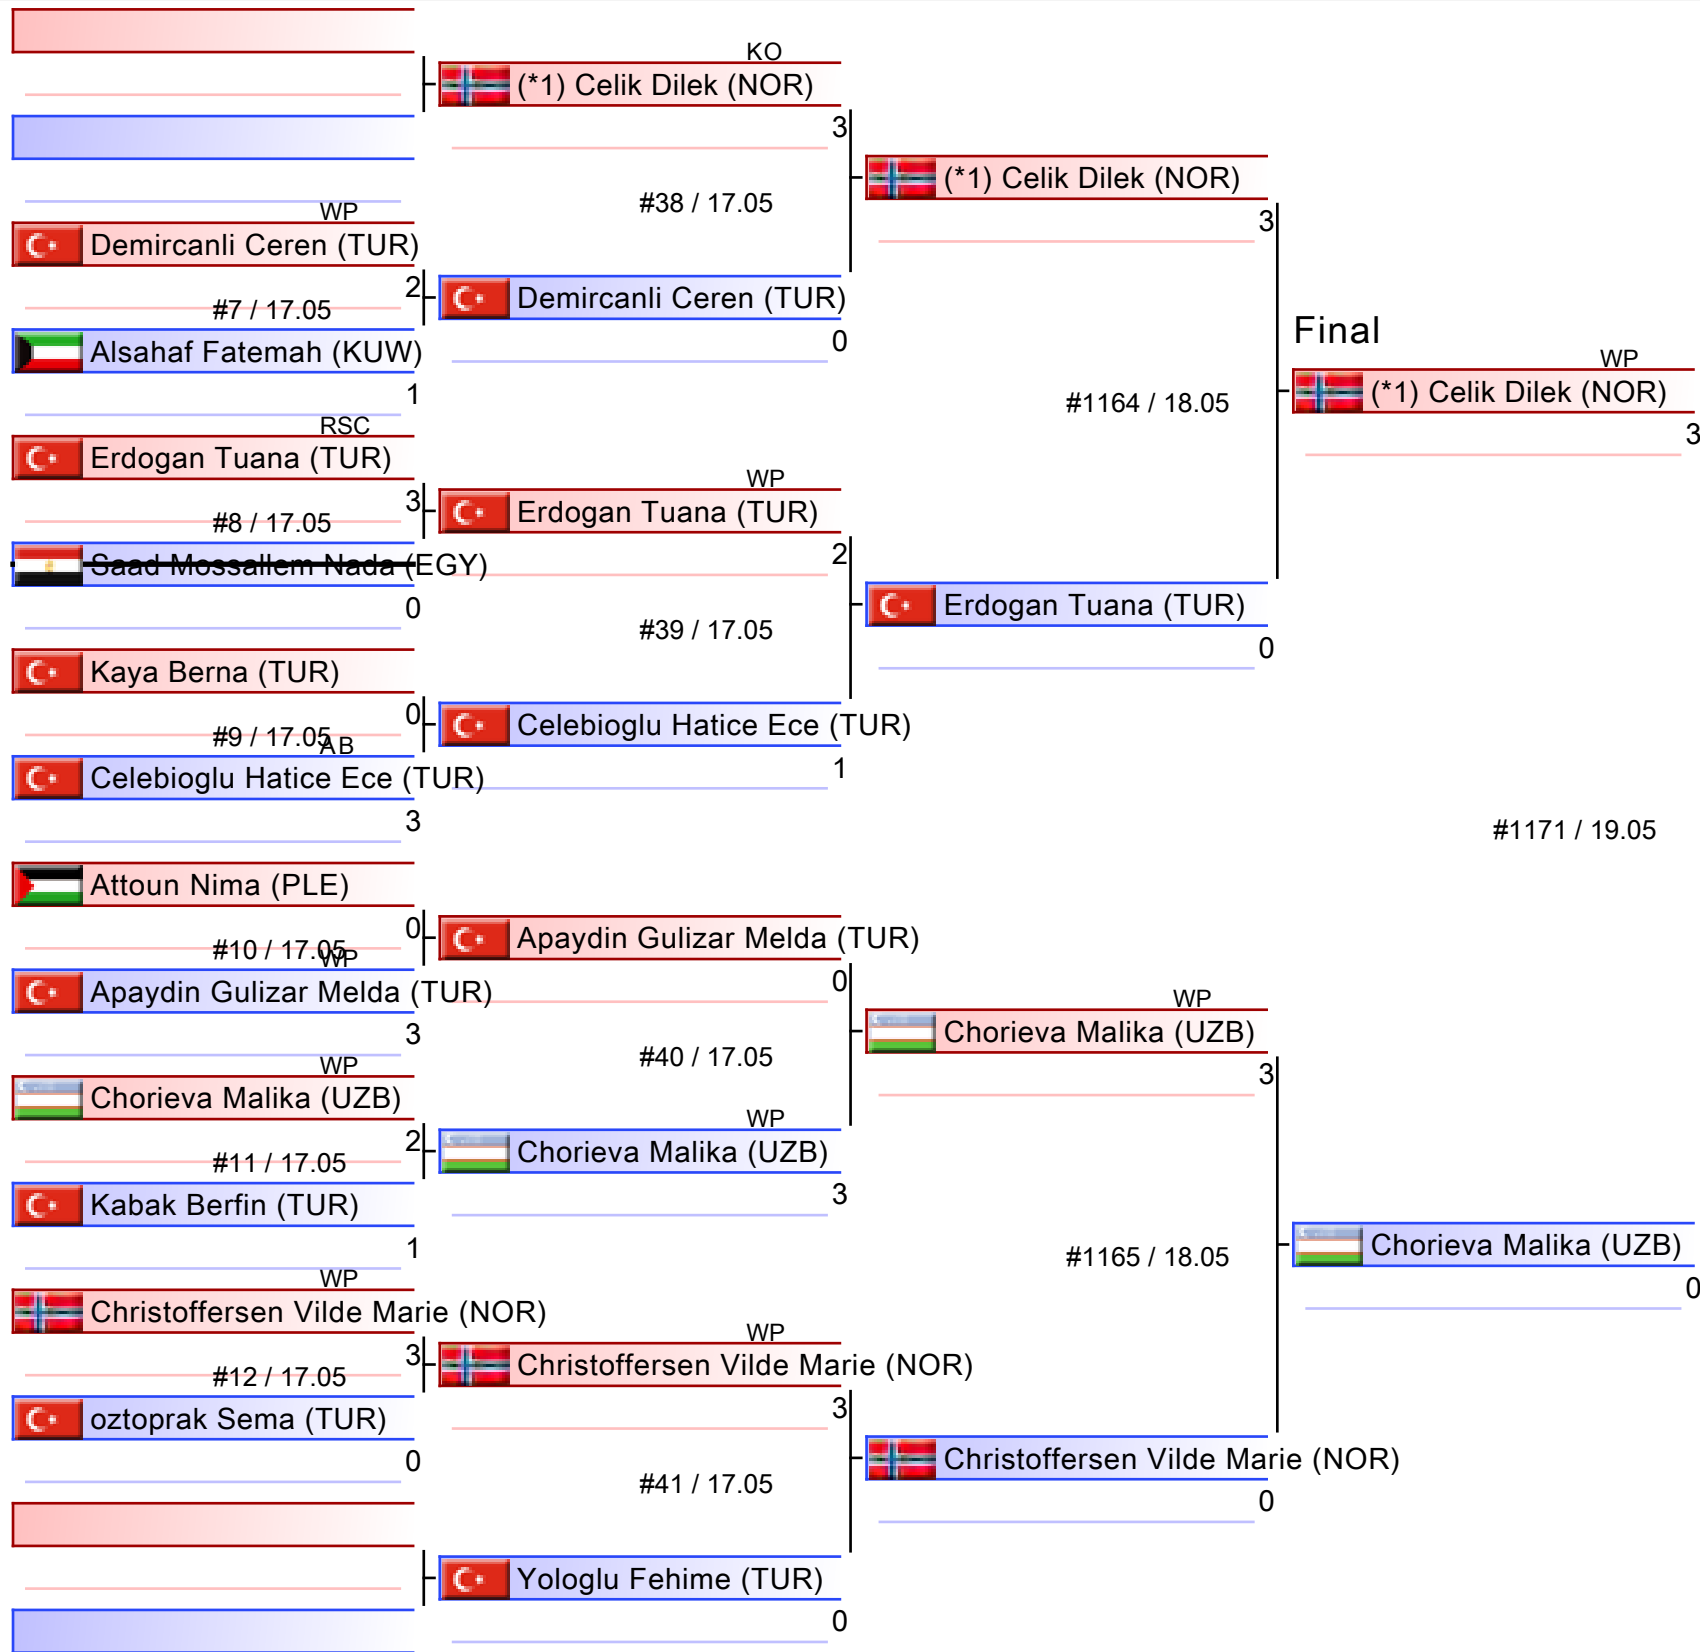 KO
(*1) Celik Dilek (NOR)
3
#38 / 17.05
(*1) Celik Dilek (NOR)
3
WP
Demircanli Ceren (TUR)
2
#7 / 17.05
Demircanli Ceren (TUR)
0
Alsahaf Fatemah (KUW)
1
Final
WP
(*1) Celik Dilek (NOR)
3
#1164 / 18.05
RSC
Erdogan Tuana (TUR)
3
#8 / 17.05
WP
Erdogan Tuana (TUR)
2
Saad Mossallem Nada (EGY)
0
#39 / 17.05
Erdogan Tuana (TUR)
0
Kaya Berna (TUR)
0
#9 / 17.05
AB
Celebioglu Hatice Ece (TUR)
1
Celebioglu Hatice Ece (TUR)
3
#1171 / 19.05
Attoun Nima (PLE)
0
#10 / 17.05
WP
Apaydin Gulizar Melda (TUR)
0
Apaydin Gulizar Melda (TUR)
3
#40 / 17.05
WP
Chorieva Malika (UZB)
3
WP
Chorieva Malika (UZB)
2
#11 / 17.05
WP
Chorieva Malika (UZB)
3
Kabak Berfin (TUR)
1
#1165 / 18.05
Chorieva Malika (UZB)
0
WP
Christoffersen Vilde Marie (NOR)
3
#12 / 17.05
WP
Christoffersen Vilde Marie (NOR)
3
oztoprak Sema (TUR)
0
#41 / 17.05
Christoffersen Vilde Marie (NOR)
0
Yologlu Fehime (TUR)
0